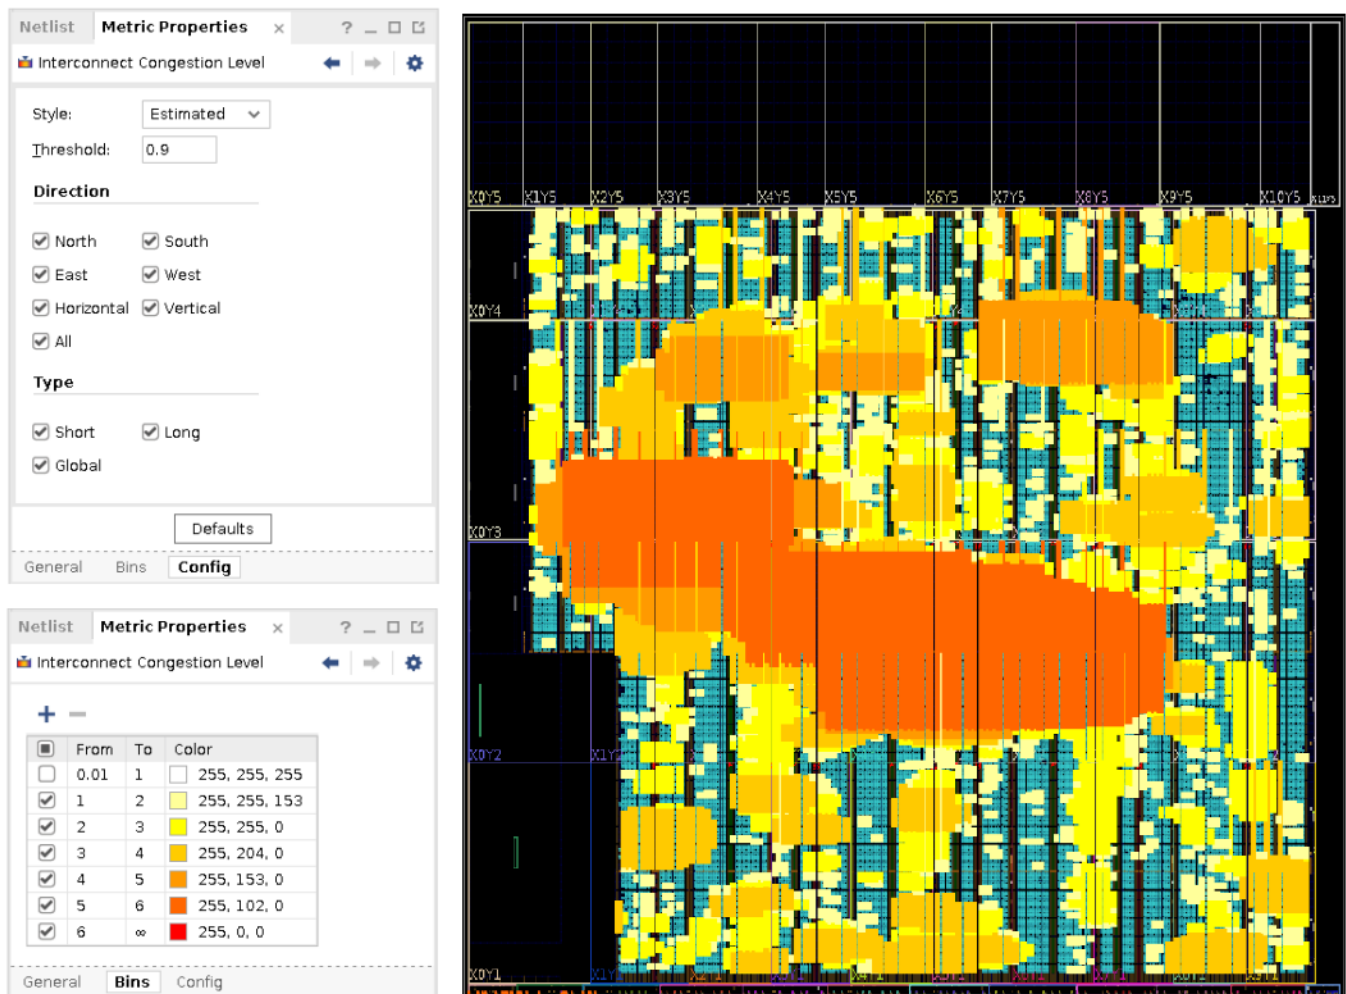 Netlist Metric Properties × ?
Interconnect Congestion Level
Style: Estimated
Threshold: 0.9
Direction
North South
East West
Horizontal Vertical
All
Type
Short Long
Global
Defaults
General Bins Config
Netlist Metric Properties × ?
Interconnect Congestion Level
From To Color
0.01 1 255, 255, 255
1 2 255, 255, 153
2 3 255, 255, 0
3 4 255, 204, 0
4 5 255, 153, 0
5 6 255, 102, 0
6 ∞ 255, 0, 0
General Bins Config
X0Y5 X1Y5 X2Y5 X3Y5 X4Y5 X5Y5 X6Y5 X7Y5 X8Y5 X9Y5 X10Y5 X11Y5
X0Y4
X0Y3
X0Y2 X1Y2
X0Y1